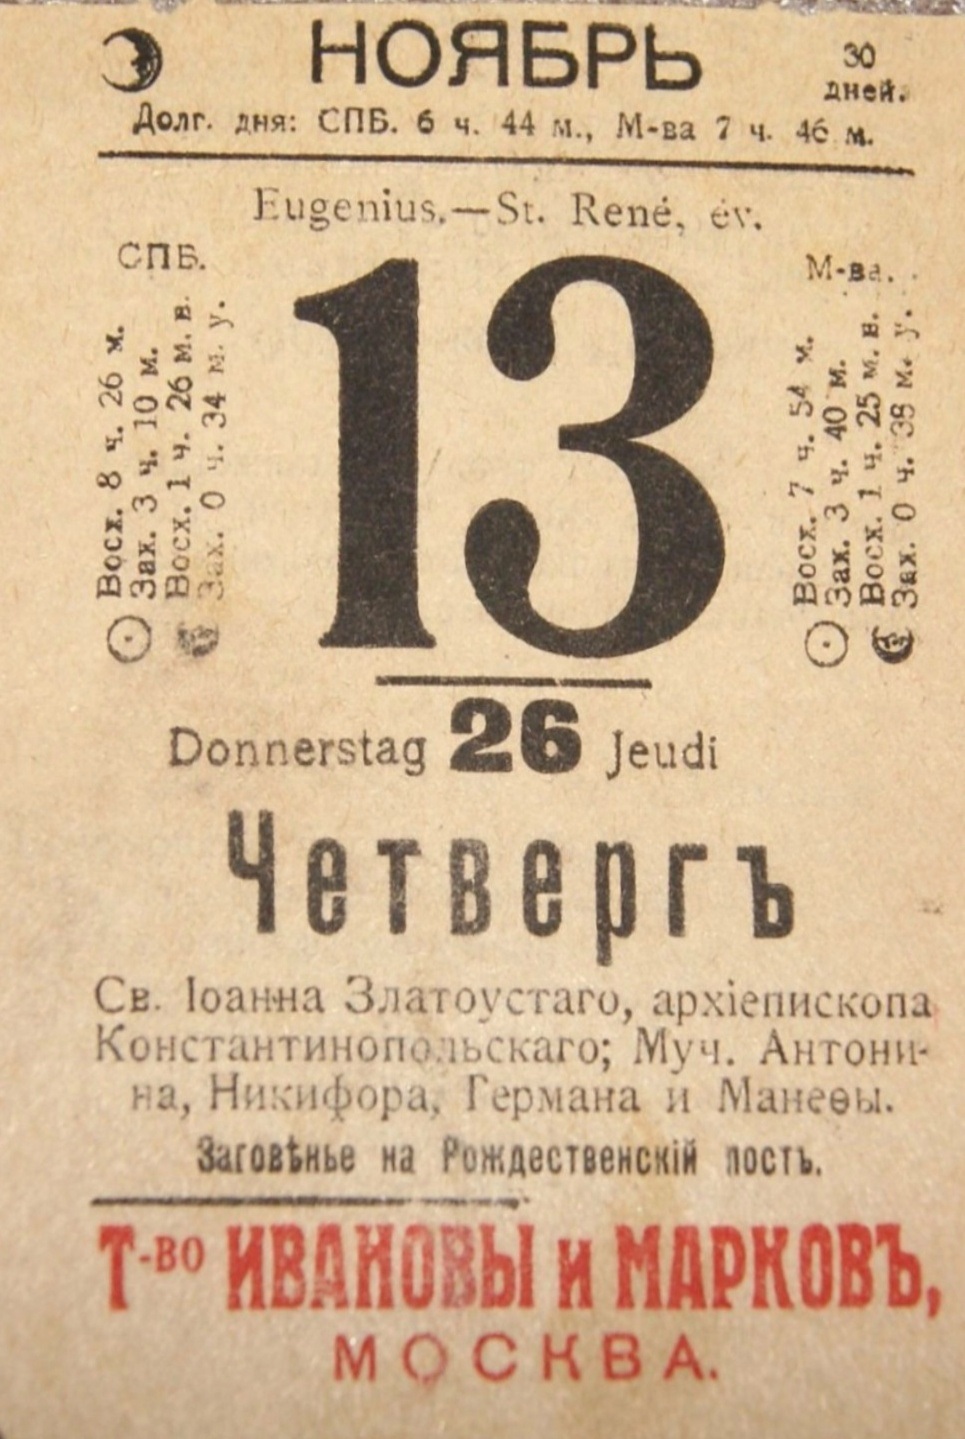 НОЯБРЬ
30
дней.
Долг. дня: СПБ. 6 ч. 44 м., М-ва 7 ч. 46 м.
Eugenius.—St. René, év.
СПБ.
Восх. 8 ч. 26 м.
Зах. 3 ч. 10 м.
Восх. 1 ч. 26 м. в.
Зах. 0 ч. 34 м. у.
13
М-ва.
Восх. 7 ч. 54 м.
Зах. 3 ч. 40 м.
Восх. 1 ч. 25 м. в.
Зах. 0 ч. 38 м. у.
Donnerstag 26 Jeudi
Четвергъ
Св. Іоанна Златоустаго, архіепископа
Константинопольскаго; Муч. Антони-
на, Никифора, Германа и Манеѳы.
Заговѣнье на Рождественскій постъ.
Т-во ИВАНОВЫ и МАРКОВЪ,
МОСКВА.